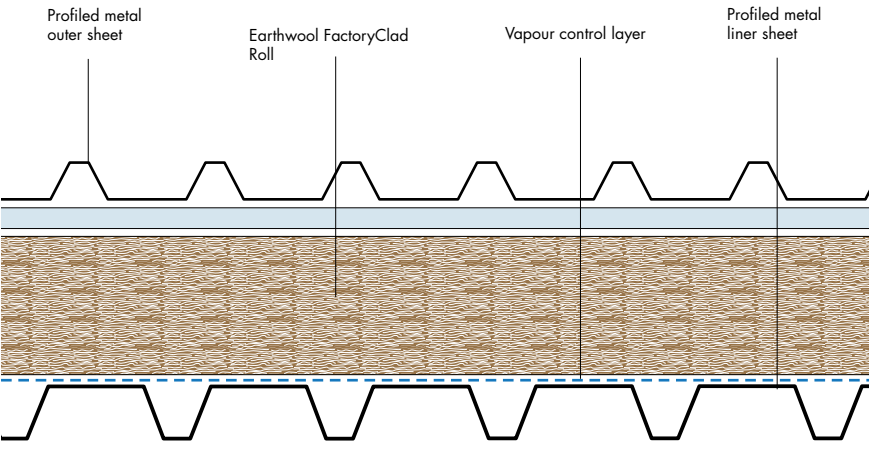 Profiled metal
outer sheet
Earthwool FactoryClad
Roll
Vapour control layer
Profiled metal
liner sheet